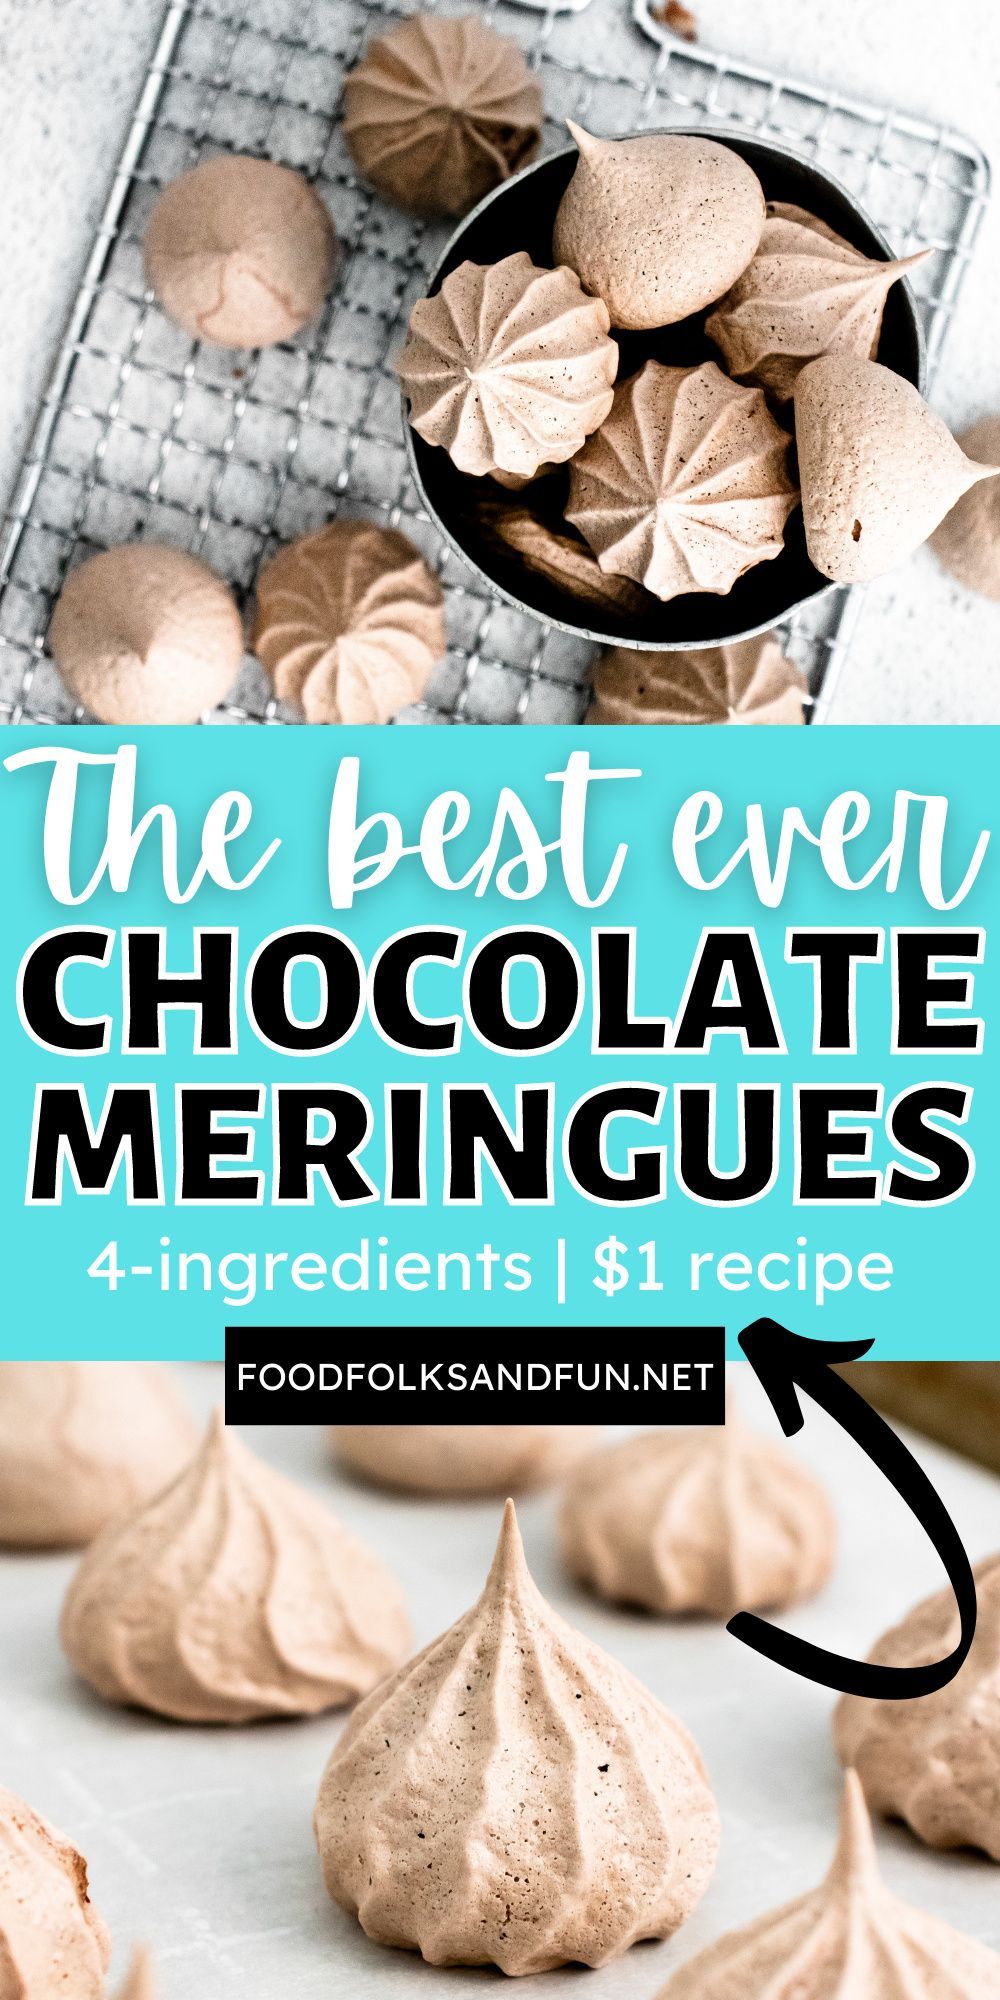 The best ever
CHOCOLATE
MERINGUES
4-ingredients | $1 recipe
FOODFOLKSANDFUN.NET